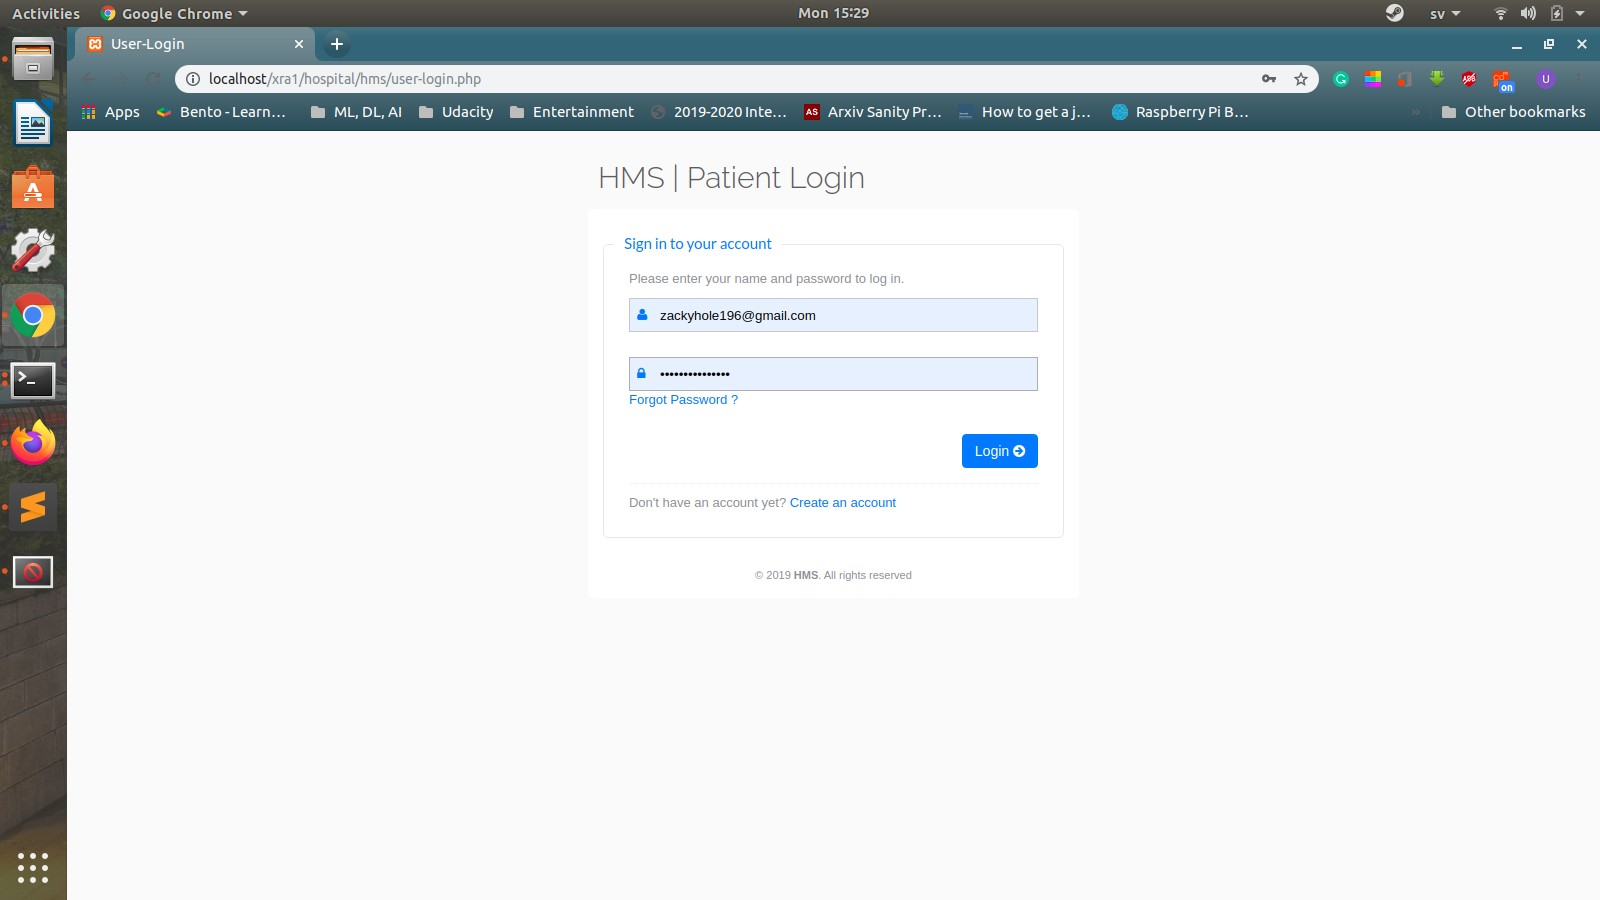 Activities Google Chrome Mon 15:29 sv
User-Login
localhost/xra1/hospital/hms/user-login.php on U
Apps Bento - Learn… ML, DL, AI Udacity Entertainment 2019-2020 Inte… AS Arxiv Sanity Pr… How to get a j… Raspberry Pi B… » Other bookmarks
HMS | Patient Login
Sign in to your account
Please enter your name and password to log in.
zackyhole196@gmail.com
•••••••••••••••
Forgot Password ?
Login
Don't have an account yet? Create an account
© 2019 HMS. All rights reserved